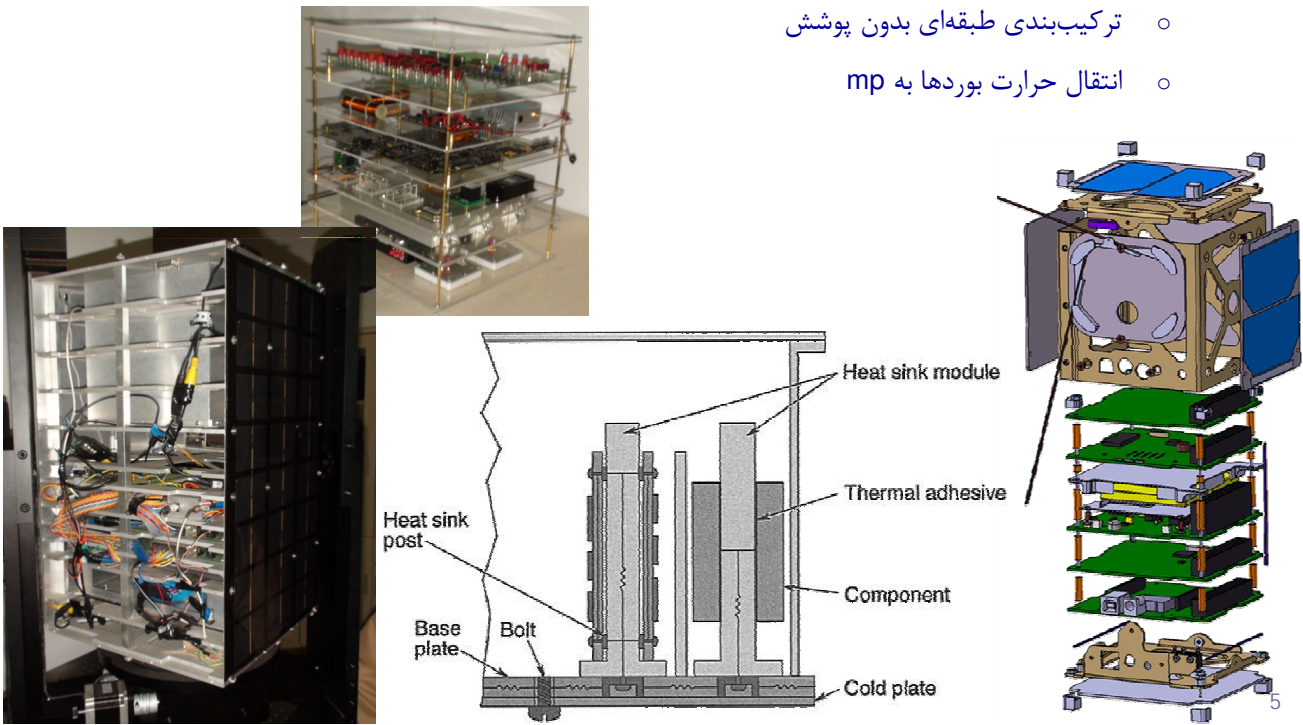 ○ ترکیب‌بندی طبقه‌ای بدون پوشش
○ انتقال حرارت بوردها به mp
Heat sink module
Thermal adhesive
Heat sink
post
Component
Base
plate
Bolt
Cold plate
5